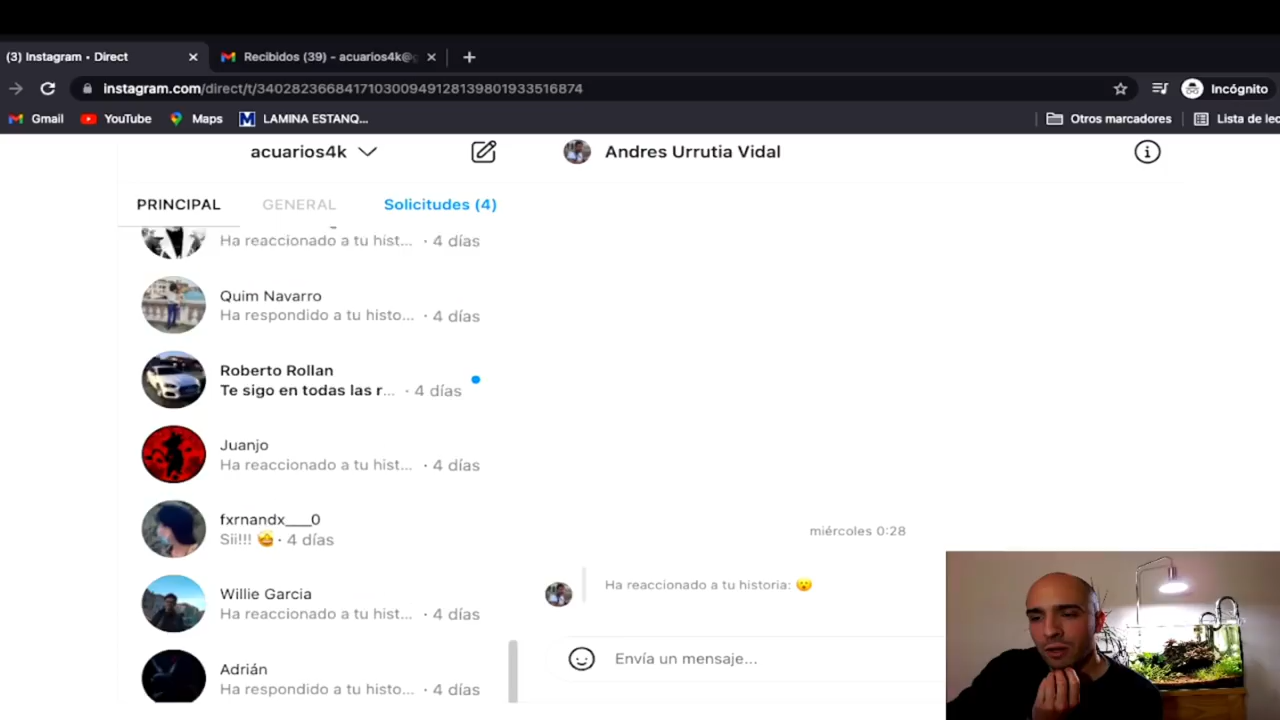 (3) Instagram • Direct
Recibidos (39) - acuarios4k@
instagram.com/direct/t/340282366841710300949128139801933516874
Incógnito
Gmail
YouTube
Maps
LAMINA ESTANQ...
Otros marcadores
Lista de lec
acuarios4k
Andres Urrutia Vidal
PRINCIPAL
GENERAL
Solicitudes (4)
Ha reaccionado a tu hist... · 4 días
Quim Navarro
Ha respondido a tu histo... · 4 días
Roberto Rollan
Te sigo en todas las r... · 4 días
Juanjo
Ha reaccionado a tu hist... · 4 días
fxrnandx___0
Sii!!! 🤩 · 4 días
Willie Garcia
Ha reaccionado a tu hist... · 4 días
Adrián
Ha respondido a tu histo... · 4 días
miércoles 0:28
Ha reaccionado a tu historia: 😮
Envía un mensaje...